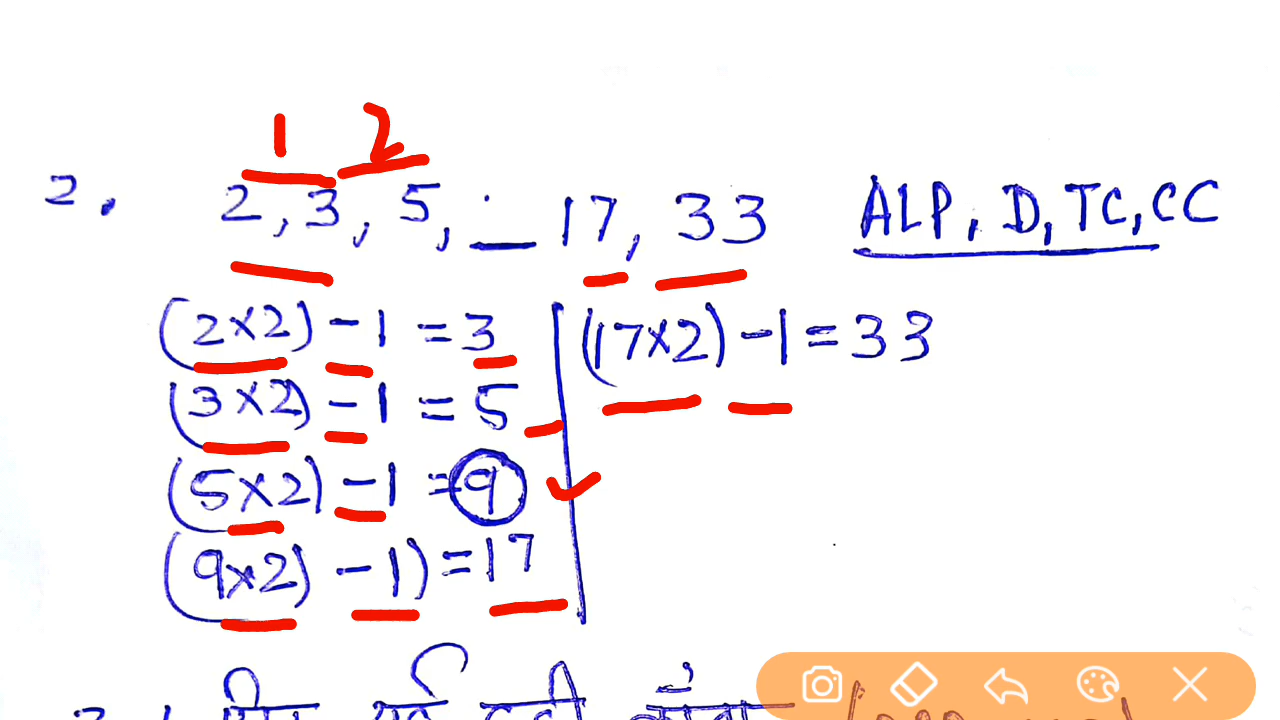 1 2
2. 2, 3, 5, __ 17, 33 ALP, D, TC, CC
(2×2) - 1 = 3
(3×2) - 1 = 5
(5×2) - 1 = 9
(9×2) - 1) = 17
(17×2) - 1 = 33